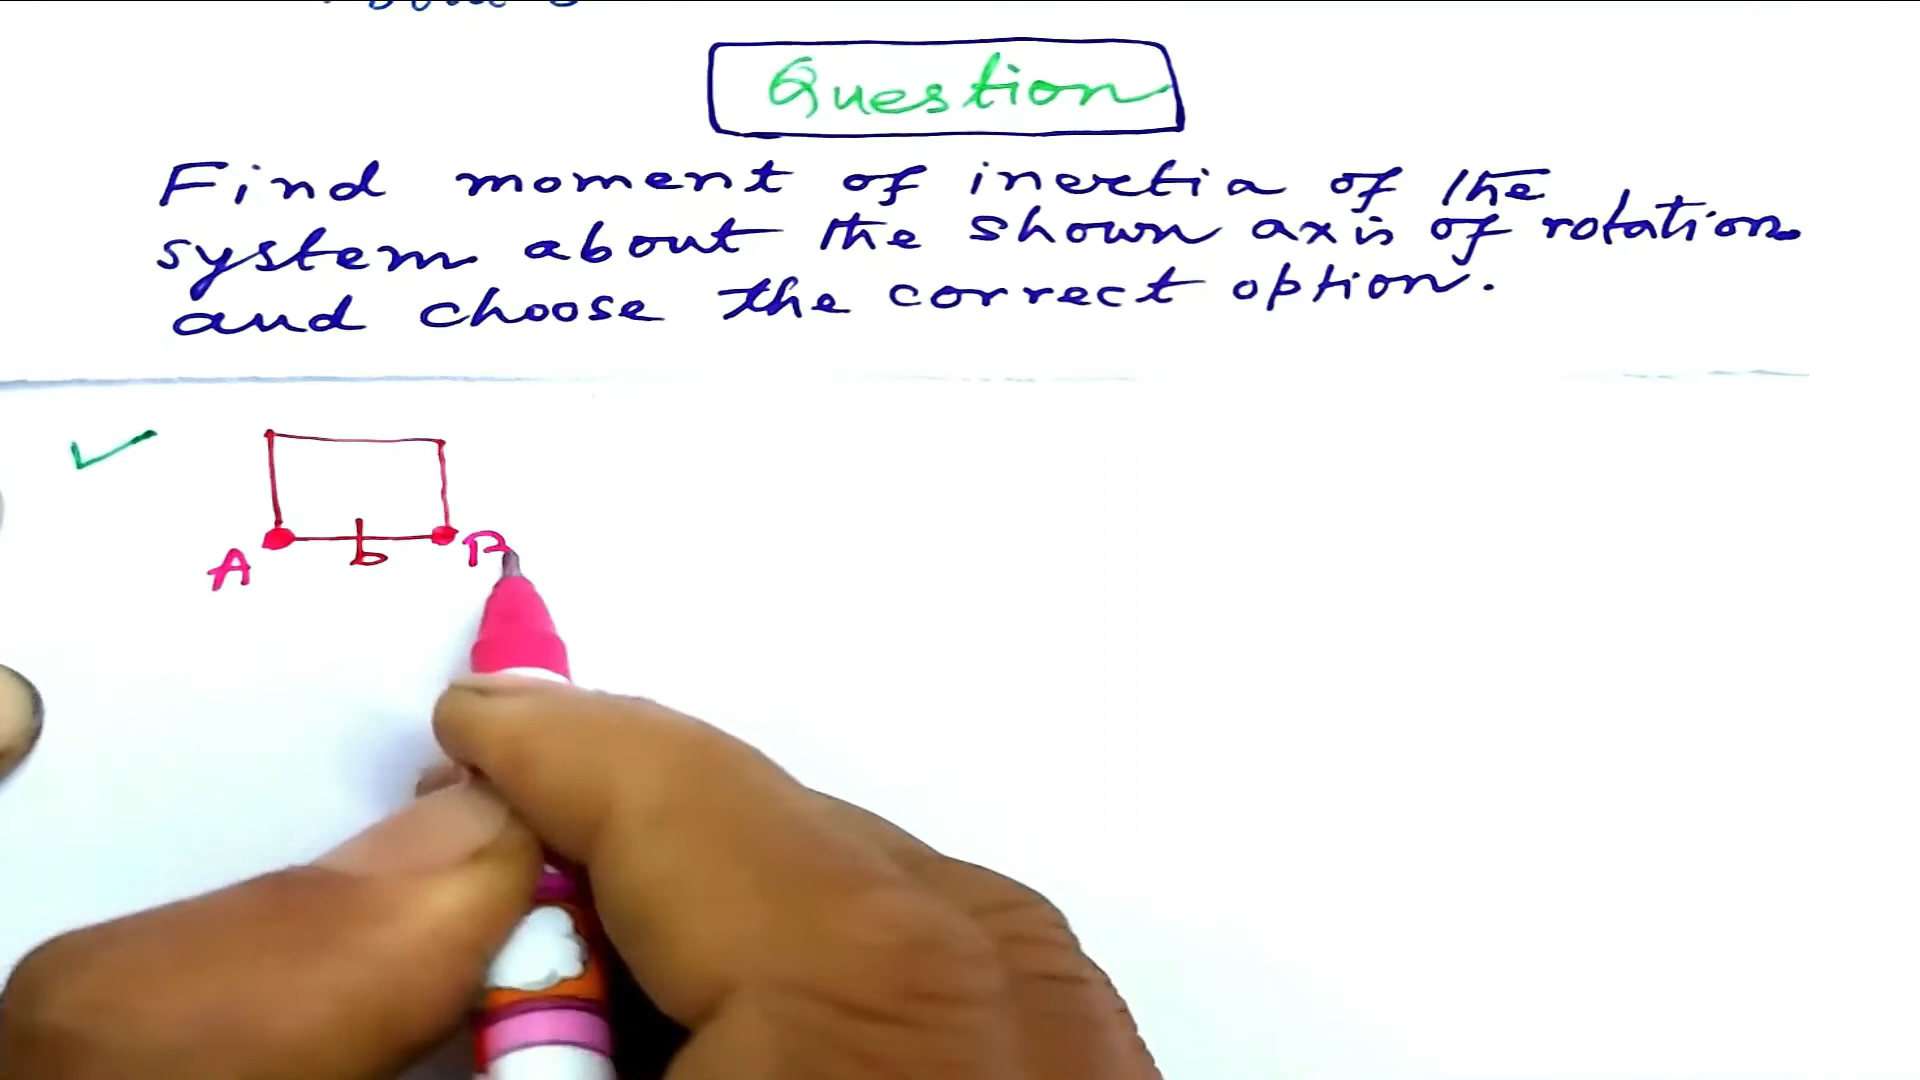 Question
Find moment of inertia of the
system about the shown axis of rotation
and choose the correct option.
A b B